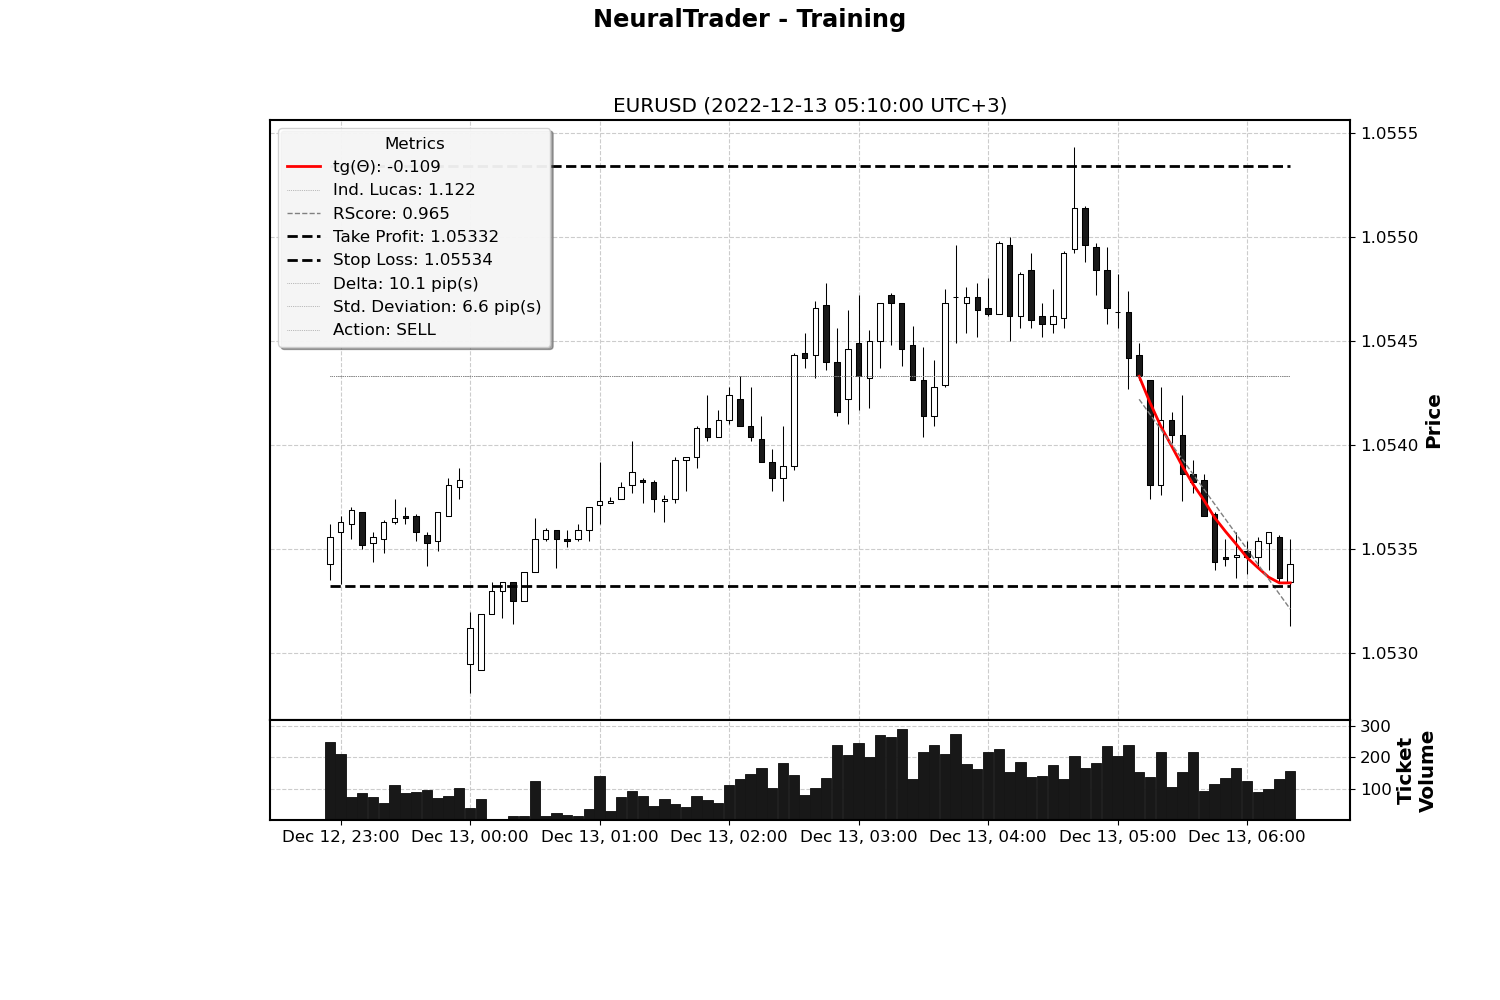 NeuralTrader - Training
EURUSD (2022-12-13 05:10:00 UTC+3)
Metrics
tg(Θ): -0.109
Ind. Lucas: 1.122
RScore: 0.965
Take Profit: 1.05332
Stop Loss: 1.05534
Delta: 10.1 pip(s)
Std. Deviation: 6.6 pip(s)
Action: SELL
1.0555
1.0550
1.0545
1.0540
1.0535
1.0530
Price
300
200
100
Ticket
Volume
Dec 12, 23:00 Dec 13, 00:00 Dec 13, 01:00 Dec 13, 02:00 Dec 13, 03:00 Dec 13, 04:00 Dec 13, 05:00 Dec 13, 06:00